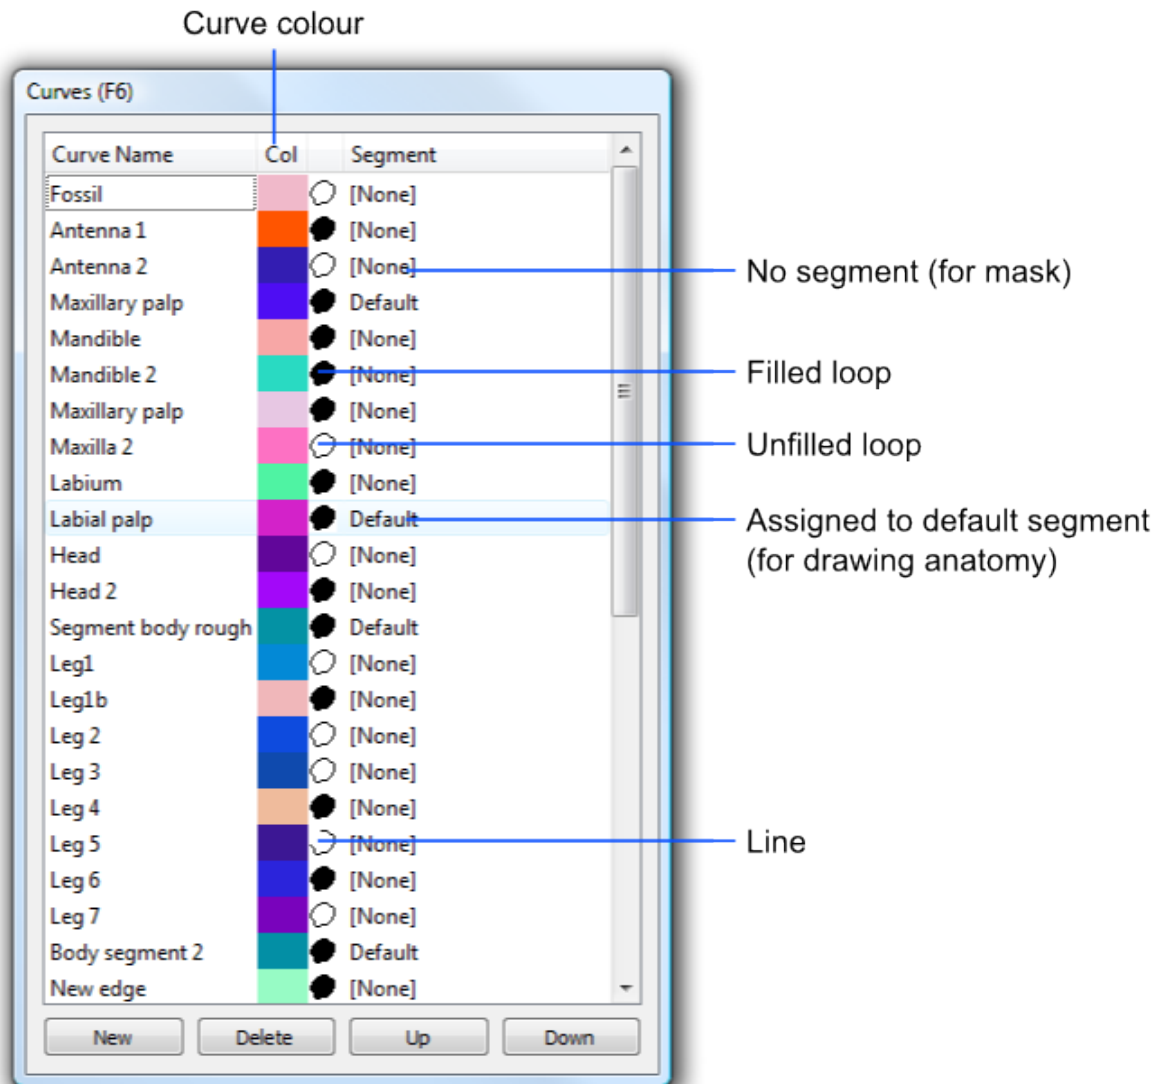 Curve colour
Curves (F6)
Curve Name Col Segment
Fossil [None]
Antenna 1 [None]
Antenna 2 [None]
No segment (for mask)
Maxillary palp Default
Mandible [None]
Mandible 2 [None]
Filled loop
Maxillary palp [None]
Maxilla 2 [None]
Unfilled loop
Labium [None]
Labial palp Default
Assigned to default segment
(for drawing anatomy)
Head [None]
Head 2 [None]
Segment body rough Default
Leg1 [None]
Leg1b [None]
Leg 2 [None]
Leg 3 [None]
Leg 4 [None]
Leg 5 [None]
Line
Leg 6 [None]
Leg 7 [None]
Body segment 2 Default
New edge [None]
New Delete Up Down